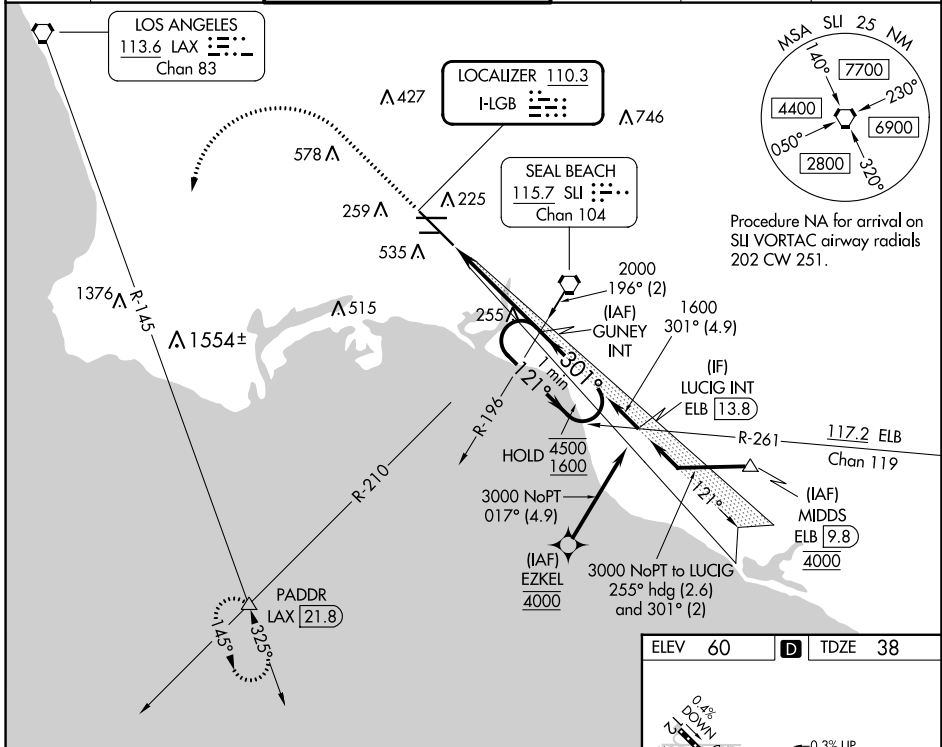 LOS ANGELES
113.6 LAX
Chan 83
LOCALIZER 110.3
I-LGB
427
746
578
259
225
535
SEAL BEACH
115.7 SLI
Chan 104
MSA SLI 25 NM
140°
7700
230°
4400
6900
050°
2800
320°
Procedure NA for arrival on
SLI VORTAC airway radials
202 CW 251.
2000
196° (2)
(IAF)
GUNEY
INT
1600
301° (4.9)
(IF)
LUCIG INT
ELB 13.8
1376
R-145
1554±
515
255
301°
1 min
121°
R-196
HOLD 4500
1600
R-261
117.2 ELB
Chan 119
R-210
3000 NoPT
017° (4.9)
121°
(IAF)
MIDDS
ELB 9.8
4000
(IAF)
EZKEL
4000
3000 NoPT to LUCIG
255° hdg (2.6)
and 301° (2)
PADDR
LAX 21.8
145°
325°
ELEV 60 D TDZE 38
0.4%
DOWN
12
0.3% UP